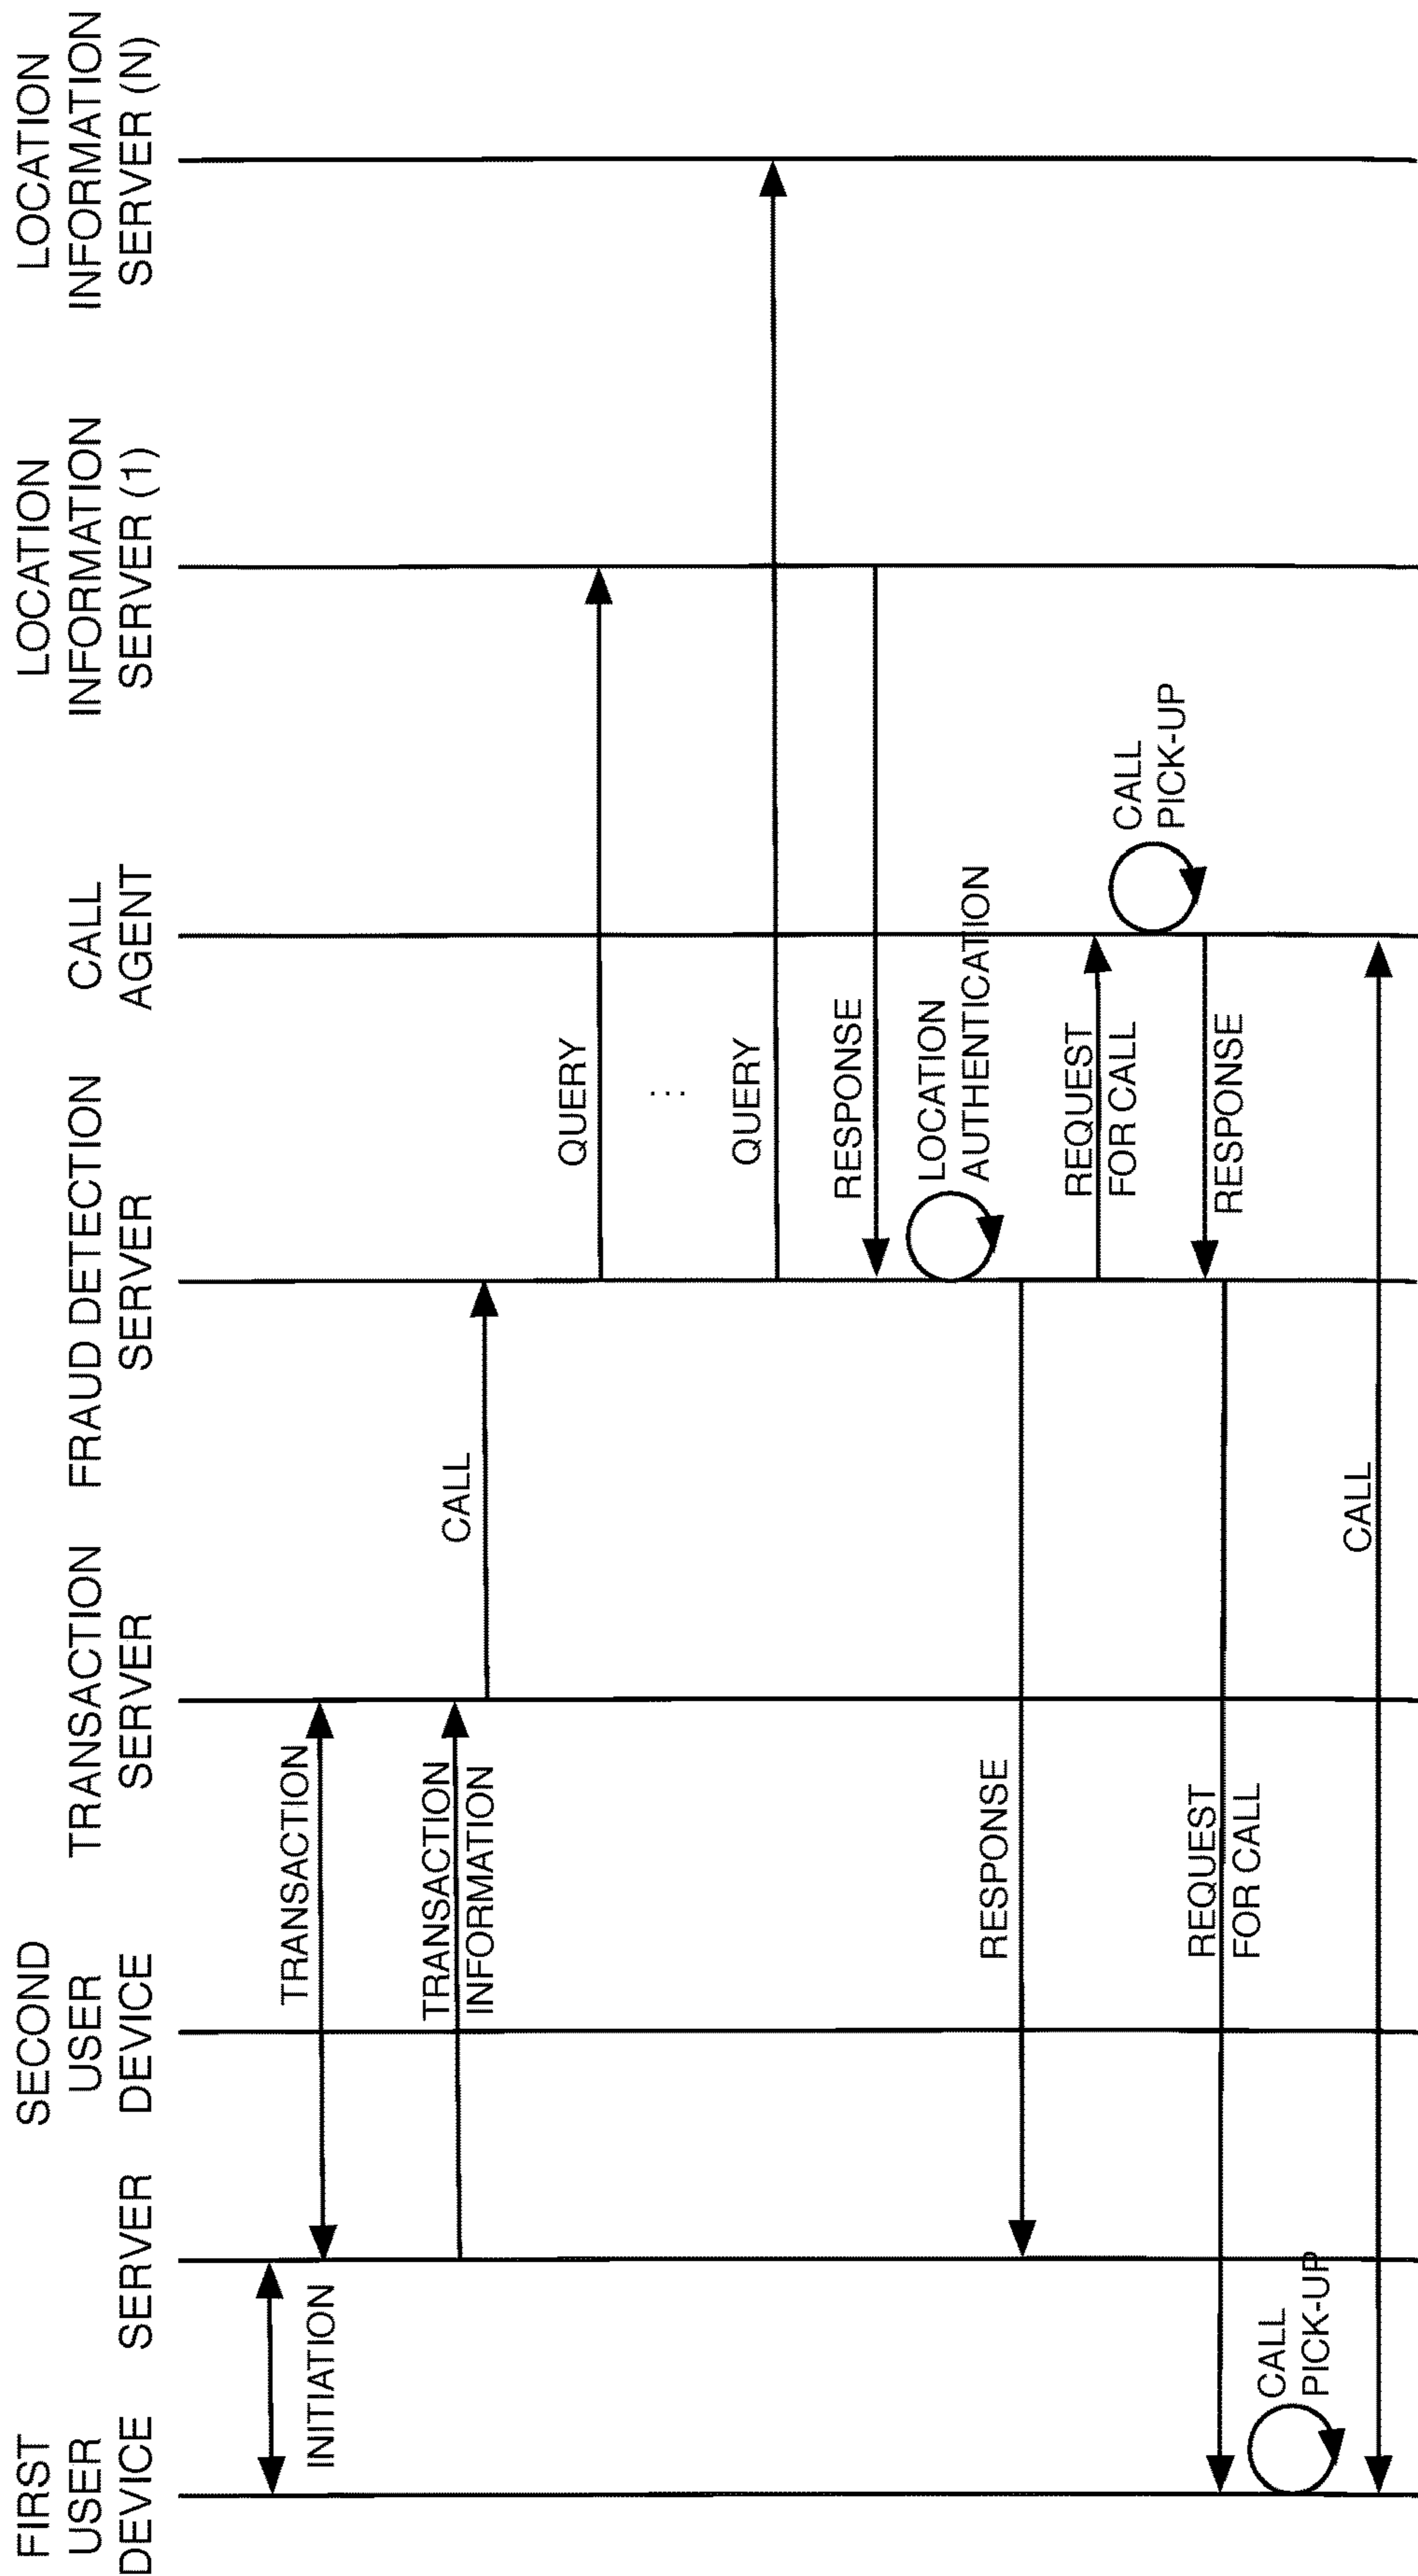 FIRST
USER
DEVICE
SERVER
SECOND
USER
DEVICE
TRANSACTION
SERVER
FRAUD DETECTION
SERVER
CALL
AGENT
LOCATION
INFORMATION
SERVER (1)
LOCATION
INFORMATION
SERVER (N)
INITIATION
TRANSACTION
TRANSACTION
INFORMATION
CALL
QUERY
...
QUERY
RESPONSE
LOCATION
AUTHENTICATION
RESPONSE
REQUEST
FOR CALL
CALL
PICK-UP
RESPONSE
REQUEST
FOR CALL
CALL
PICK-UP
CALL